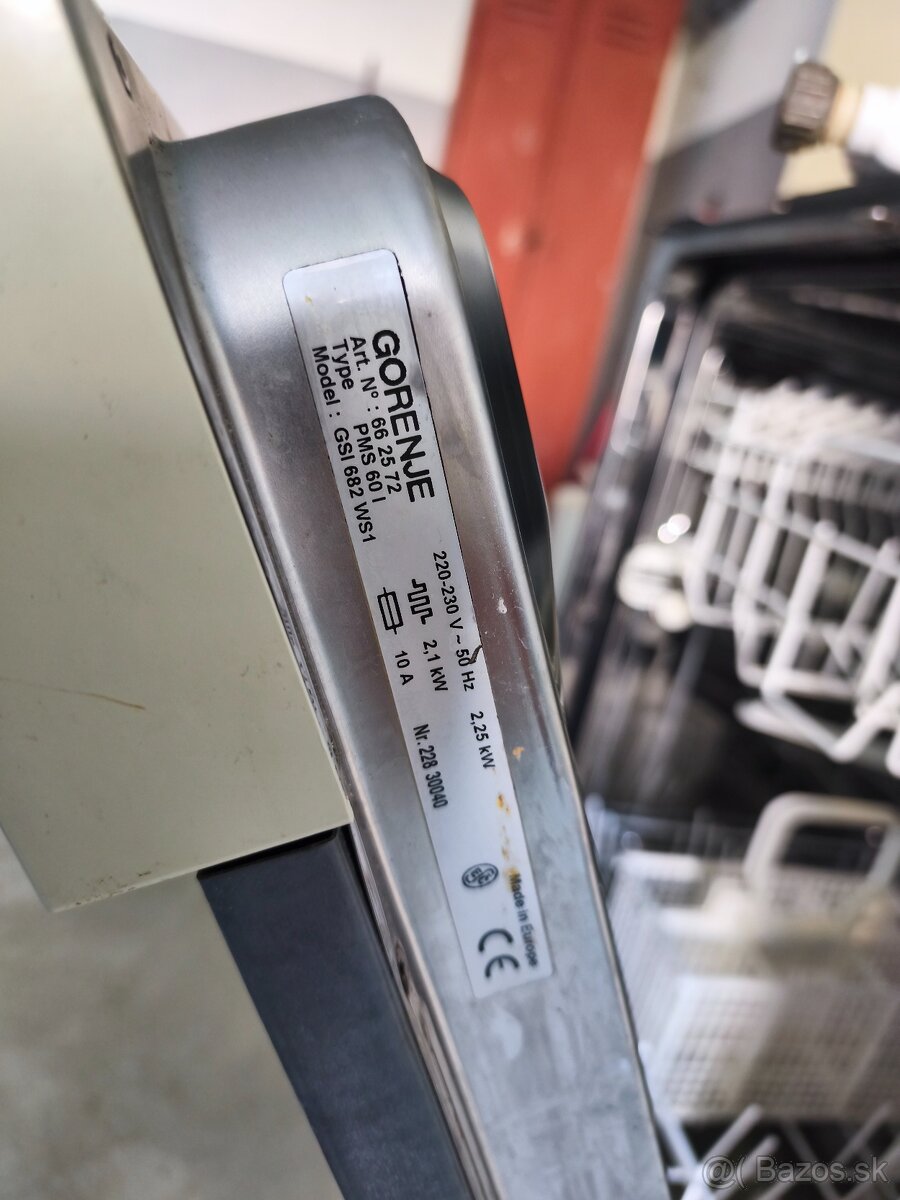 GORENJE
Art. Nº : 66 25 72
Type PMS 60 I
Model : GSI 682 WS1
220-230 V ~ 50 Hz 2,25 kW
2,1 kW
10 A
Nr. 228 30040
Made in Europe
CE
@( Bazos.sk